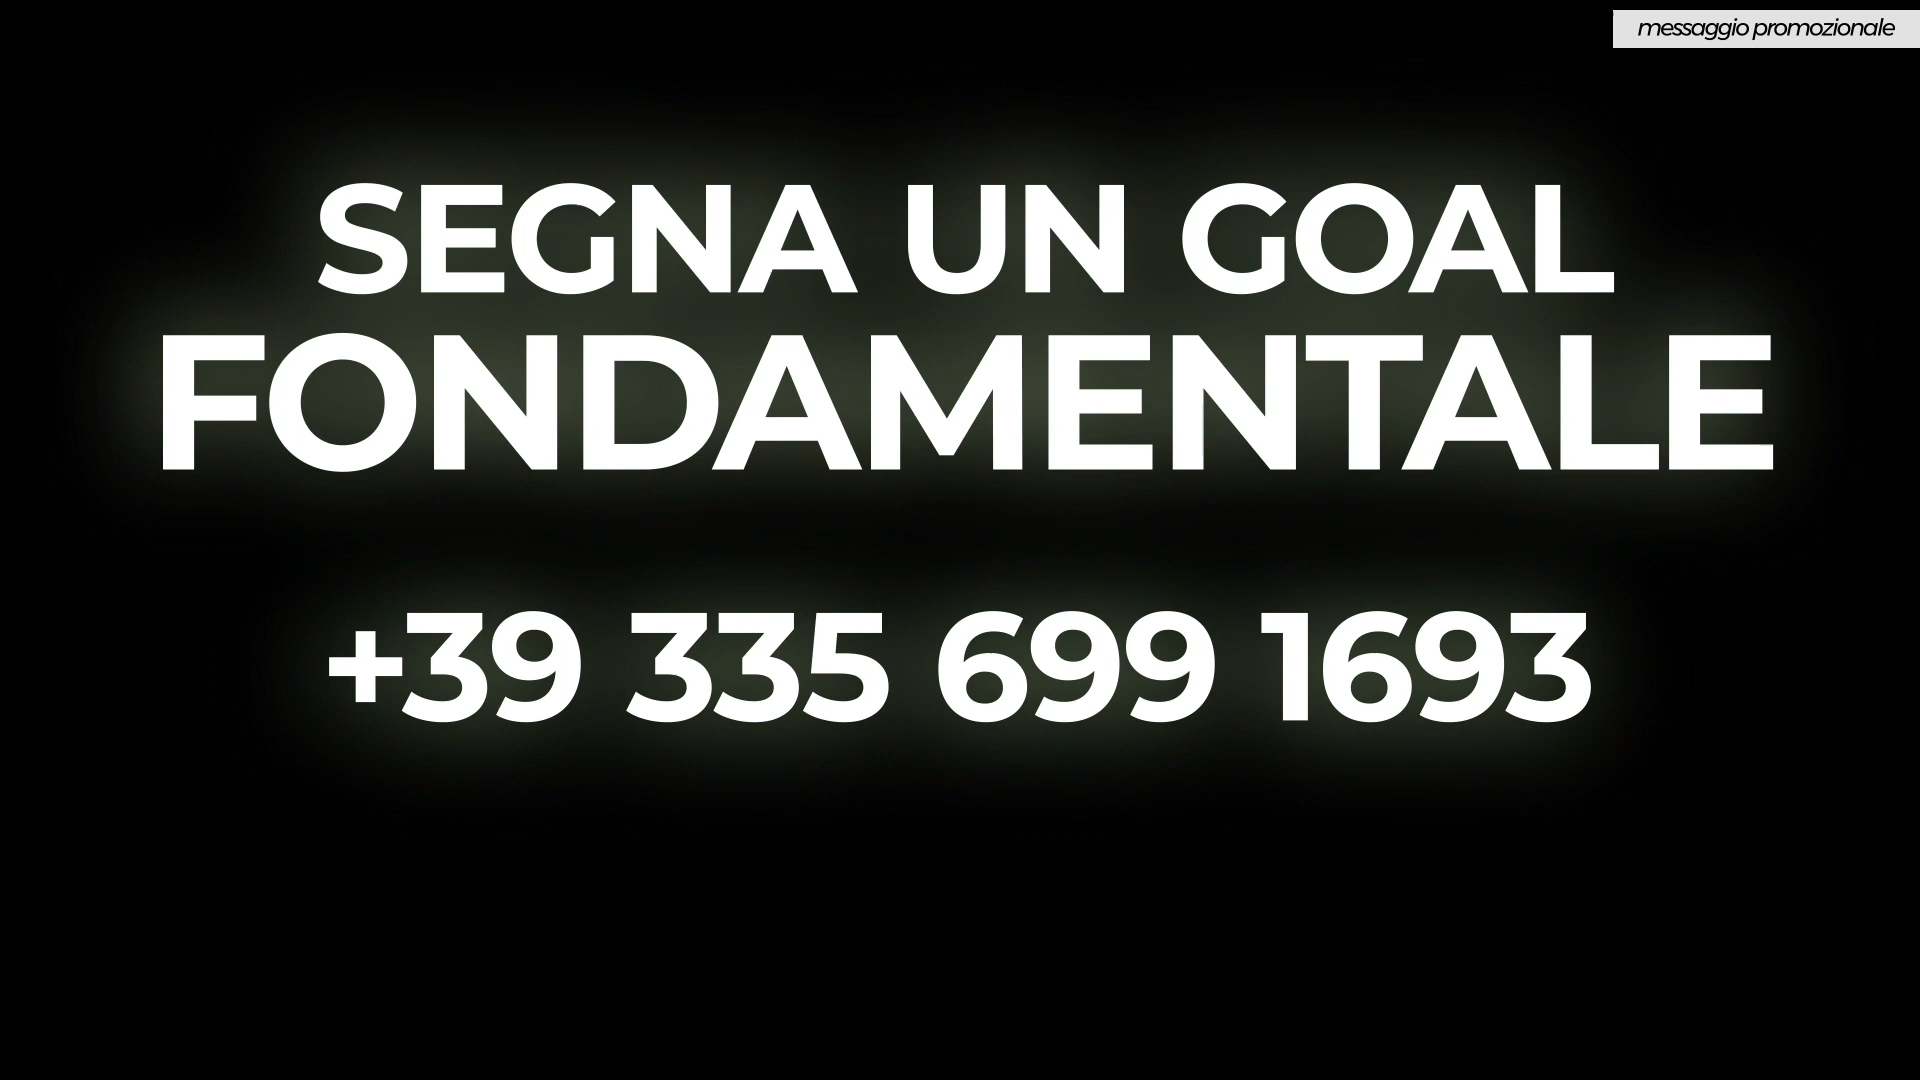 messaggio promozionale
SEGNA UN GOAL
FONDAMENTALE
+39 335 699 1693